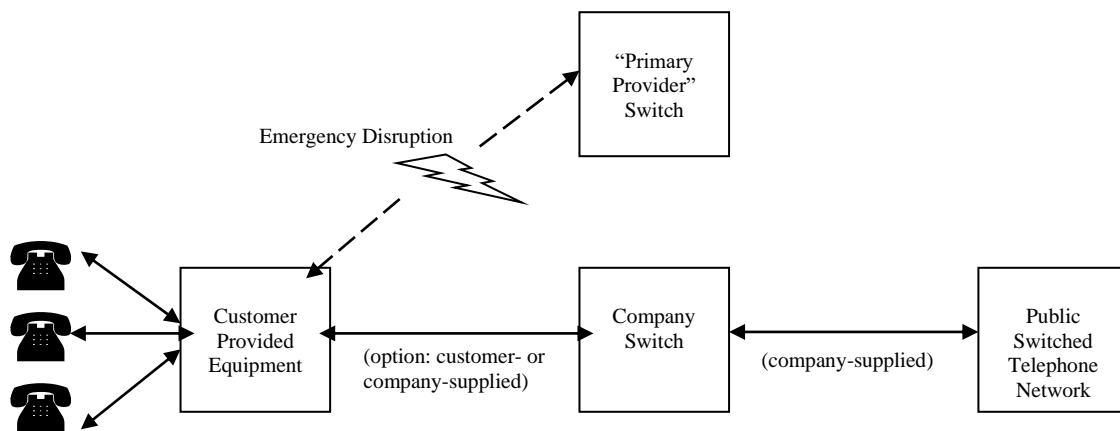 “Primary
Provider”
Switch
Emergency Disruption
Customer
Provided
Equipment
(option: customer- or
company-supplied)
Company
Switch
(company-supplied)
Public
Switched
Telephone
Network